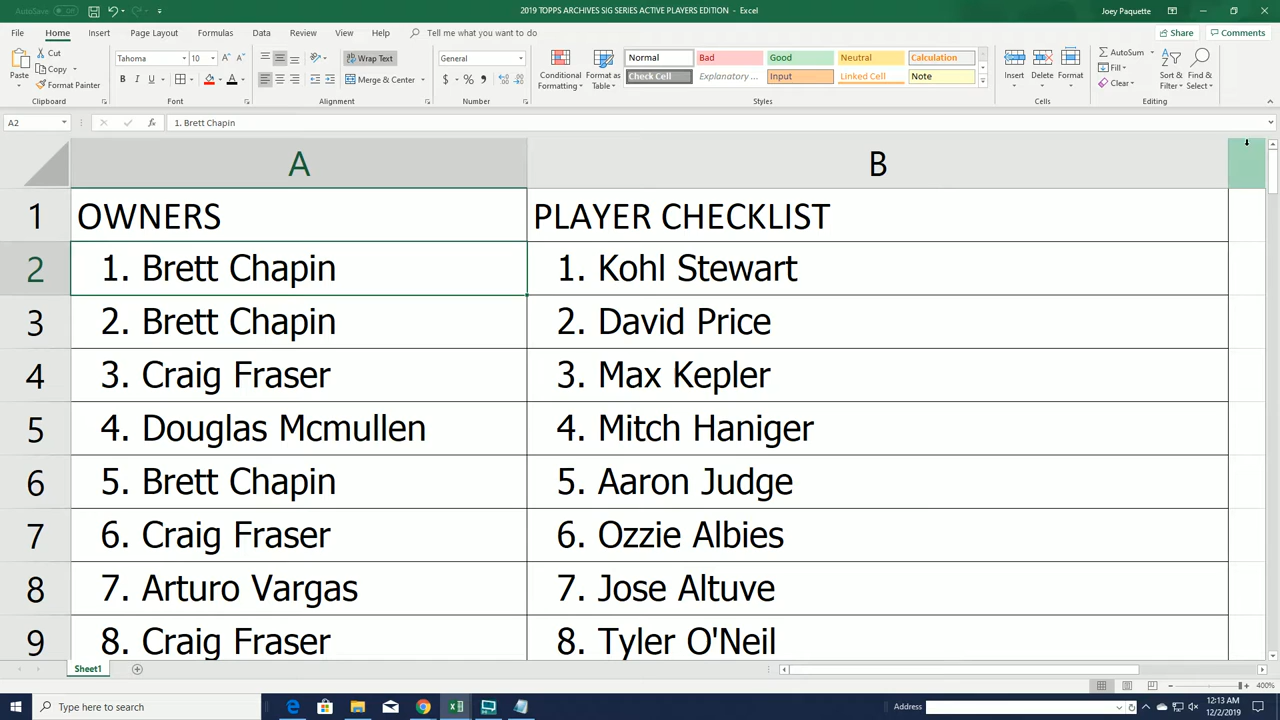 AutoSave Off
2019 TOPPS ARCHIVES SIG SERIES ACTIVE PLAYERS EDITION - Excel
Joey Paquette
File Home Insert Page Layout Formulas Data Review View Help Tell me what you want to do
Share Comments
Paste
Cut
Copy
Format Painter
Clipboard
Tahoma 10
B I U
Font
Wrap Text
Merge & Center
Alignment
General
$ % ,
Number
Conditional Formatting
Format as Table
Normal Bad Good Neutral Calculation
Check Cell Explanatory ... Input Linked Cell Note
Styles
Insert Delete Format
Cells
AutoSum
Fill
Clear
Sort & Filter
Find & Select
Editing
A2 fx 1. Brett Chapin
A B
1 OWNERS PLAYER CHECKLIST
2 1. Brett Chapin 1. Kohl Stewart
3 2. Brett Chapin 2. David Price
4 3. Craig Fraser 3. Max Kepler
5 4. Douglas Mcmullen 4. Mitch Haniger
6 5. Brett Chapin 5. Aaron Judge
7 6. Craig Fraser 6. Ozzie Albies
8 7. Arturo Vargas 7. Jose Altuve
9 8. Craig Fraser 8. Tyler O'Neil
Sheet1
400%
Type here to search
Address
12:13 AM
12/2/2019